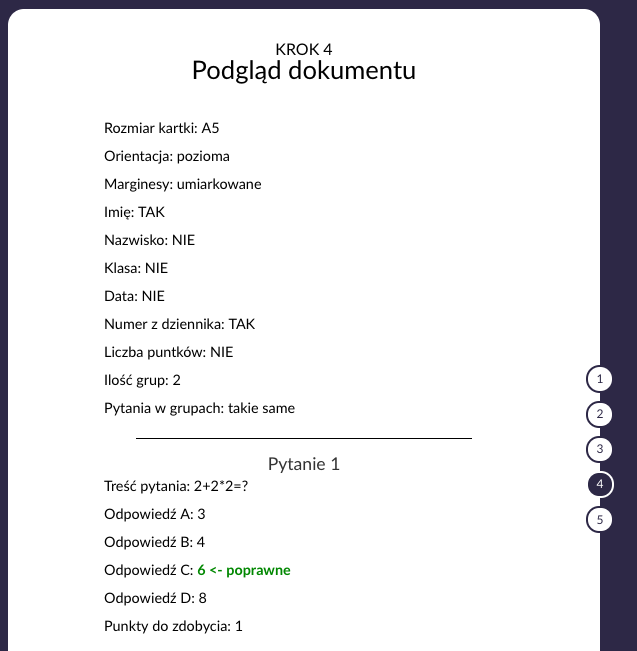 KROK 4
Podgląd dokumentu
Rozmiar kartki: A5
Orientacja: pozioma
Marginesy: umiarkowane
Imię: TAK
Nazwisko: NIE
Klasa: NIE
Data: NIE
Numer z dziennika: TAK
Liczba puntków: NIE
Ilość grup: 2
Pytania w grupach: takie same
Pytanie 1
Treść pytania: 2+2*2=?
Odpowiedź A: 3
Odpowiedź B: 4
Odpowiedź C: 6 <- poprawne
Odpowiedź D: 8
Punkty do zdobycia: 1
1
2
3
4
5